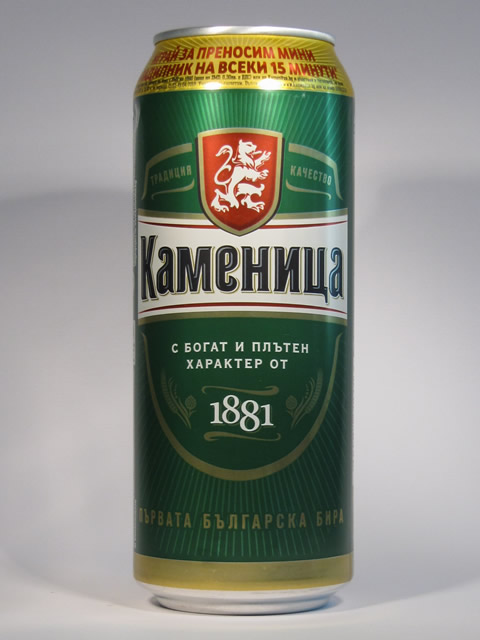 ЗА ПРЕНОСИМ МИНИ
НА ВСЕКИ 15 МИНУТИ!
ТРАДИЦИЯ
КАЧЕСТВО
Каменица
С БОГАТ И ПЛЪТЕН
ХАРАКТЕР ОТ
1881
ПЪРВАТА БЪЛГАРСКА БИРА